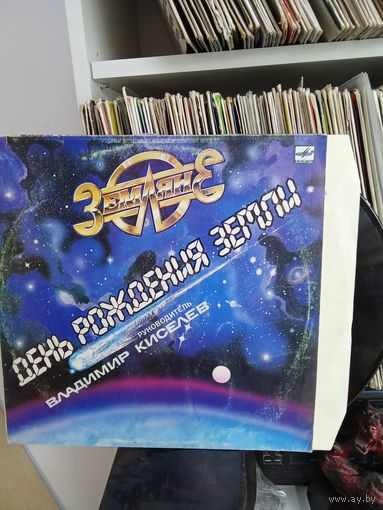 ЗЕМЛЯНЕ
ДЕНЬ РОЖДЕНИЯ ЗЕМЛИ
РУКОВОДИТЕЛЬ
ВЛАДИМИР КИСЕЛЕВ
www.ay.by